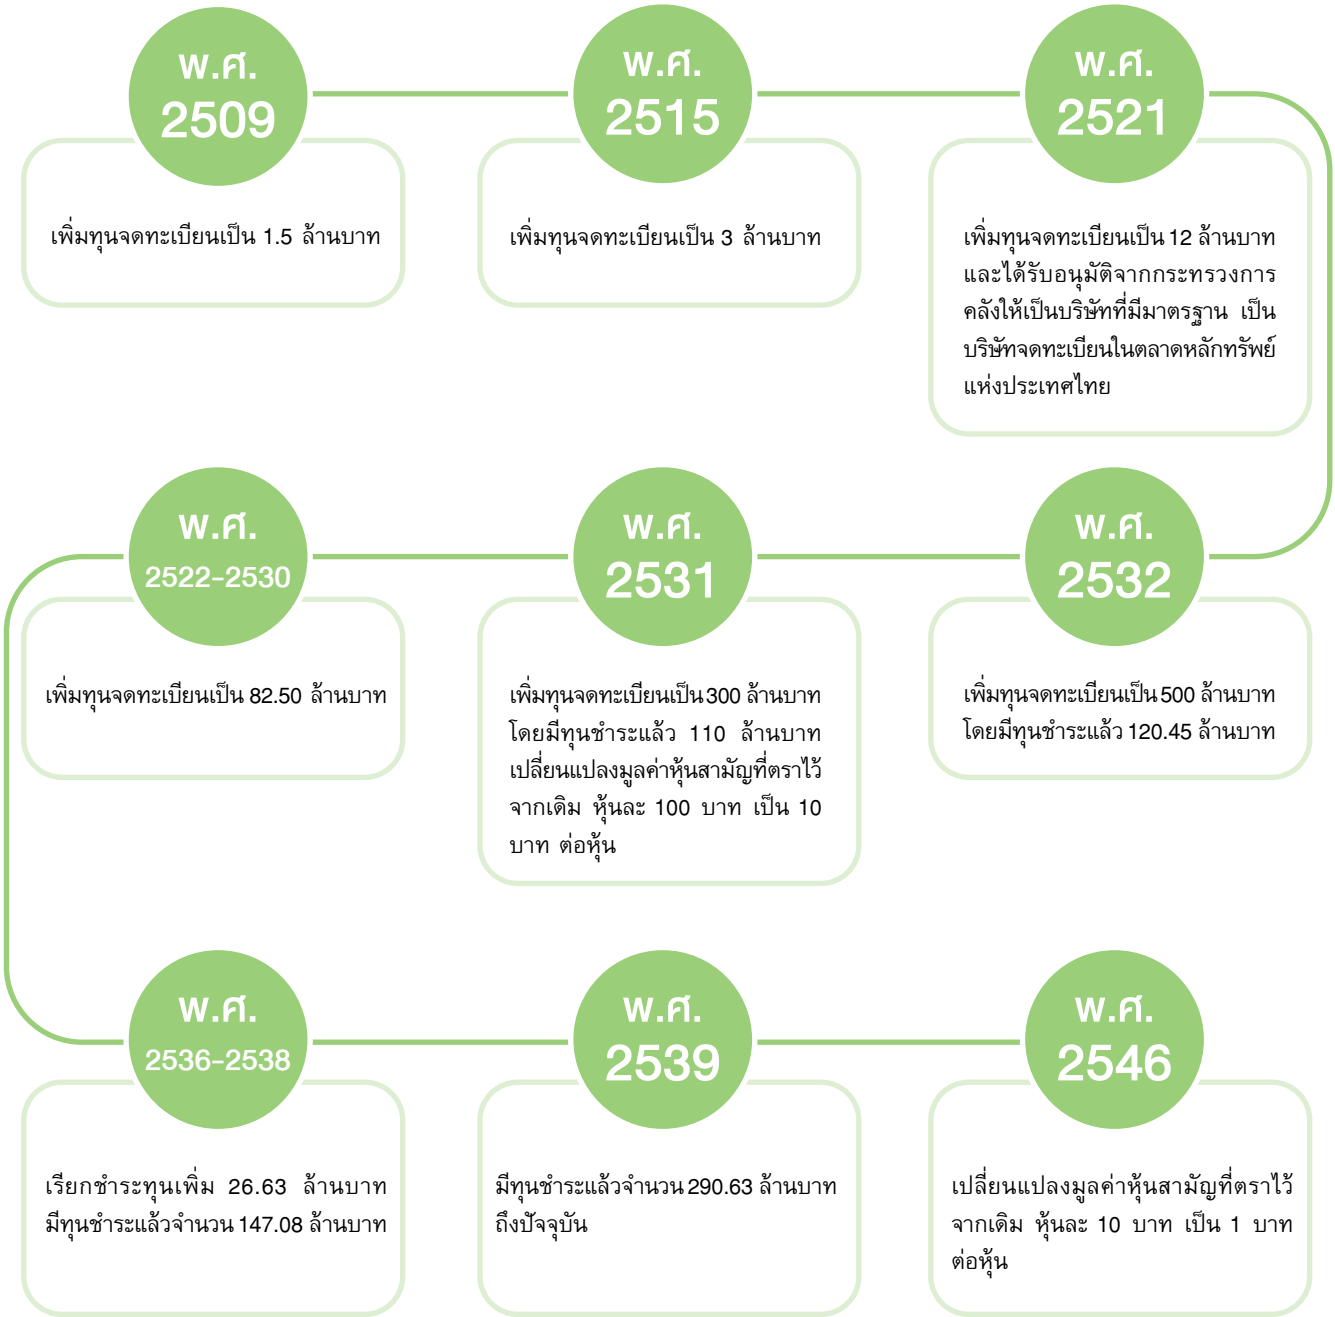 พ.ศ.
2509
เพิ่มทุนจดทะเบียนเป็น 1.5 ล้านบาท
พ.ศ.
2515
เพิ่มทุนจดทะเบียนเป็น 3 ล้านบาท
พ.ศ.
2521
เพิ่มทุนจดทะเบียนเป็น 12 ล้านบาท
และได้รับอนุมัติจากกระทรวงการ
คลังให้เป็นบริษัทที่มีมาตรฐาน เป็น
บริษัทจดทะเบียนในตลาดหลักทรัพย์
แห่งประเทศไทย
พ.ศ.
2522-2530
เพิ่มทุนจดทะเบียนเป็น 82.50 ล้านบาท
พ.ศ.
2531
เพิ่มทุนจดทะเบียนเป็น 300 ล้านบาท
โดยมีทุนชำระแล้ว 110 ล้านบาท
เปลี่ยนแปลงมูลค่าหุ้นสามัญที่ตราไว้
จากเดิม หุ้นละ 100 บาท เป็น 10
บาท ต่อหุ้น
พ.ศ.
2532
เพิ่มทุนจดทะเบียนเป็น 500 ล้านบาท
โดยมีทุนชำระแล้ว 120.45 ล้านบาท
พ.ศ.
2536-2538
เรียกชำระทุนเพิ่ม 26.63 ล้านบาท
มีทุนชำระแล้วจำนวน 147.08 ล้านบาท
พ.ศ.
2539
มีทุนชำระแล้วจำนวน 290.63 ล้านบาท
ถึงปัจจุบัน
พ.ศ.
2546
เปลี่ยนแปลงมูลค่าหุ้นสามัญที่ตราไว้
จากเดิม หุ้นละ 10 บาท เป็น 1 บาท
ต่อหุ้น